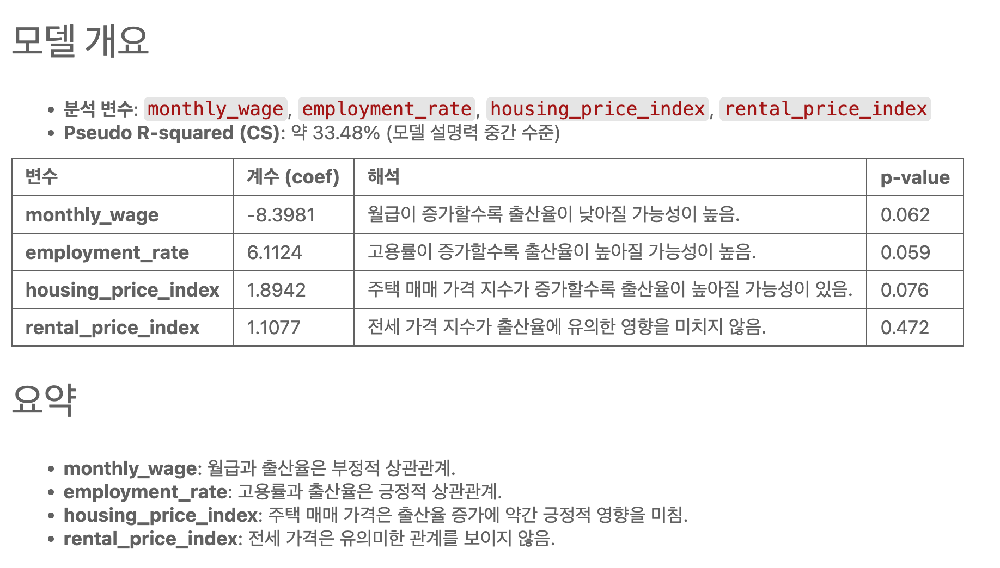 모델 개요
• 분석 변수: monthly_wage, employment_rate, housing_price_index, rental_price_index
• Pseudo R-squared (CS): 약 33.48% (모델 설명력 중간 수준)
변수 계수 (coef) 해석 p-value
monthly_wage -8.3981 월급이 증가할수록 출산율이 낮아질 가능성이 높음. 0.062
employment_rate 6.1124 고용률이 증가할수록 출산율이 높아질 가능성이 높음. 0.059
housing_price_index 1.8942 주택 매매 가격 지수가 증가할수록 출산율이 높아질 가능성이 있음. 0.076
rental_price_index 1.1077 전세 가격 지수가 출산율에 유의한 영향을 미치지 않음. 0.472
요약
• monthly_wage: 월급과 출산율은 부정적 상관관계.
• employment_rate: 고용률과 출산율은 긍정적 상관관계.
• housing_price_index: 주택 매매 가격은 출산율 증가에 약간 긍정적 영향을 미침.
• rental_price_index: 전세 가격은 유의미한 관계를 보이지 않음.